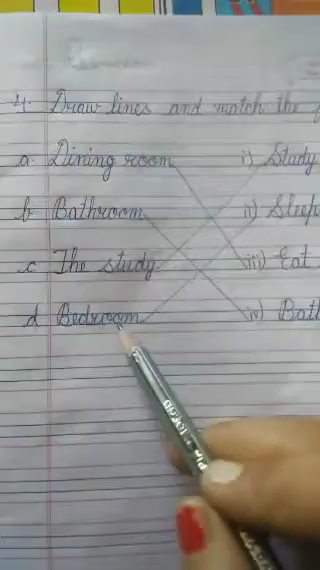 4. Draw lines and match the
a Dining room i) Study
b Bathroom ii) Sleep
c The study iii) Eat
d Bedroom iv) Bath